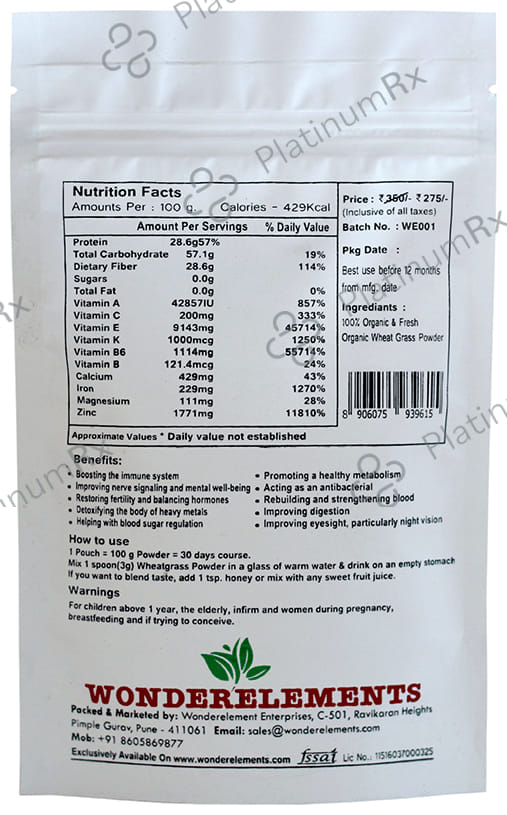 PlatinumRx
Nutrition Facts
Amounts Per : 100 g. Calories - 429Kcal
Amount Per Servings % Daily Value
Protein 28.6g57%
Total Carbohydrate 57.1g 19%
Dietary Fiber 28.6g 114%
Sugars 0.0g
Total Fat 0.0g 0%
Vitamin A 42857IU 857%
Vitamin C 200mg 333%
Vitamin E 9143mg 45714%
Vitamin K 1000mcg 1250%
Vitamin B6 1114mg 55714%
Vitamin B 121.4mcg 24%
Calcium 429mg 43%
Iron 229mg 1270%
Magnesium 111mg 28%
Zinc 1771mg 11810%
Approximate Values * Daily value not established
Price : ₹350/- ₹ 275/-
(Inclusive of all taxes)
Batch No. : WE001
Pkg Date :
Best use before 12 months
from mfg. date
Ingrediants :
100% Organic & Fresh
Organic Wheat Grass Powder
8 906075 939615
Benefits:
• Boosting the immune system
• Improving nerve signaling and mental well-being
• Restoring fertility and balancing hormones
• Detoxifying the body of heavy metals
• Helping with blood sugar regulation
• Promoting a healthy metabolism
• Acting as an antibacterial
• Rebuilding and strengthening blood
• Improving digestion
• Improving eyesight, particularly night vision
How to use
1 Pouch = 100 g Powder = 30 days course.
Mix 1 spoon(3g) Wheatgrass Powder in a glass of warm water & drink on an empty stomach
If you want to blend taste, add 1 tsp. honey or mix with any sweet fruit juice.
Warnings
For children above 1 year, the elderly, infirm and women during pregnancy,
breastfeeding and if trying to conceive.
WONDERELEMENTS
Packed & Marketed by: Wonderelement Enterprises, C-501, Ravikaran Heights
Pimple Gurav, Pune - 411061 Email: sales@wonderelements.com
Mob: +91 8605869877
Exclusively Available On www.wonderelements.com fssai Lic No.: 11516037000325